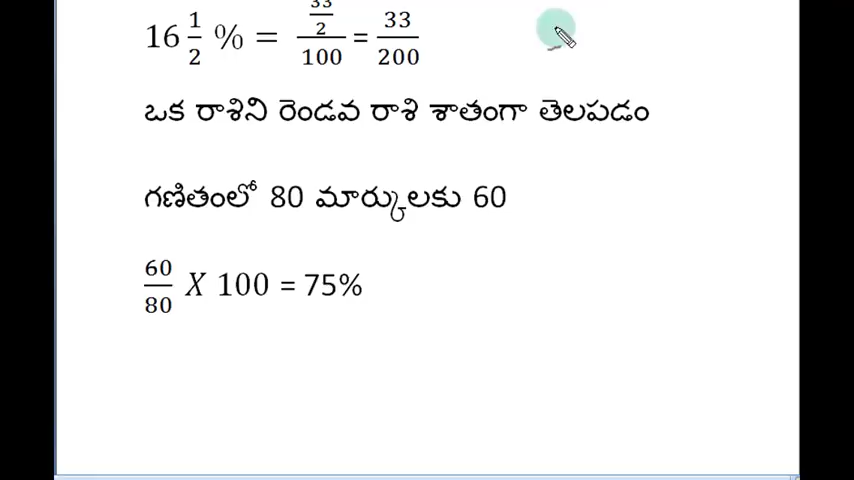 16 1/2 % = (33/2)/100 = 33/200
ఒక రాశిని రెండవ రాశి శాతంగా తెలపడం
గణితంలో 80 మార్కులకు 60
60/80 X 100 = 75%